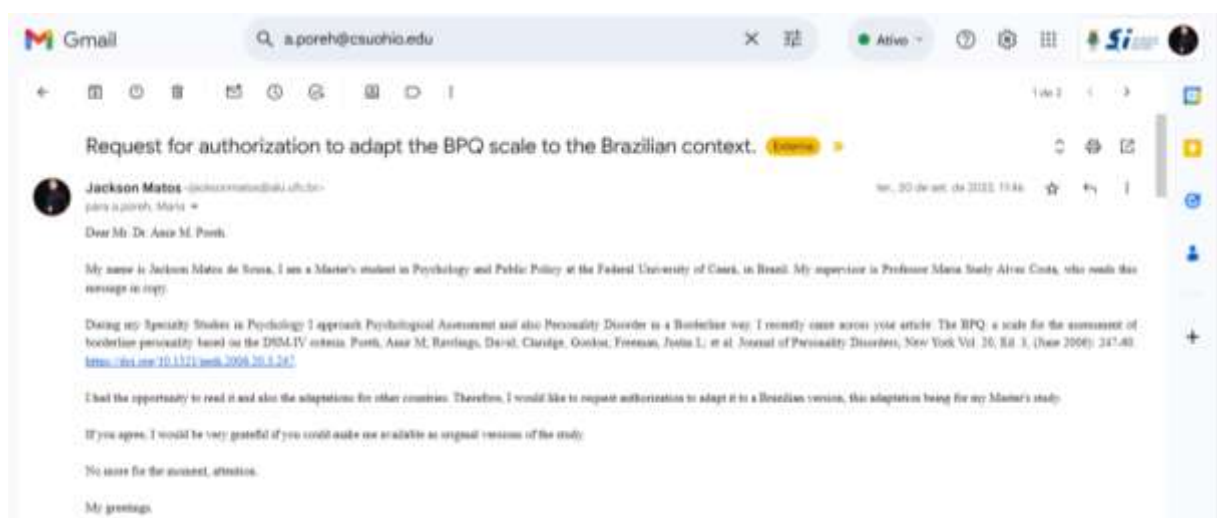 Gmail
a.poreh@csuohio.edu
Ativo
Si
1 de 2
Request for authorization to adapt the BPQ scale to the Brazilian context. Externa
Jackson Matos
para a.poreh, Maria
Dear Mr. Dr. Amir M. Poreh.
My name is Jackson Matos de Sousa, I am a Master's student in Psychology and Public Policy at the Federal University of Ceará, in Brazil. My supervisor is Professor Maria Suely Alves Costa, who reads this
message in copy.
During my Specialty Studies in Psychology I approach Psychological Assessment and also Personality Disorder in a Borderline way. I recently came across your article: The BPQ: a scale for the assessment of
borderline personality based on the DSM-IV criteria. Poreh, Amir M; Rawlings, David; Claridge, Gordon; Freeman, Justin L; et al. Journal of Personality Disorders, New York Vol. 20, Ed. 3, (June 2006): 247-60.
I had the opportunity to read it and also the adaptations for other countries. Therefore, I would like to request authorization to adapt it to a Brazilian version, this adaptation being for my Master's study.
If you agree, I would be very grateful if you could make me available as original versions of the study.
No more for the moment, attention.
My greetings.